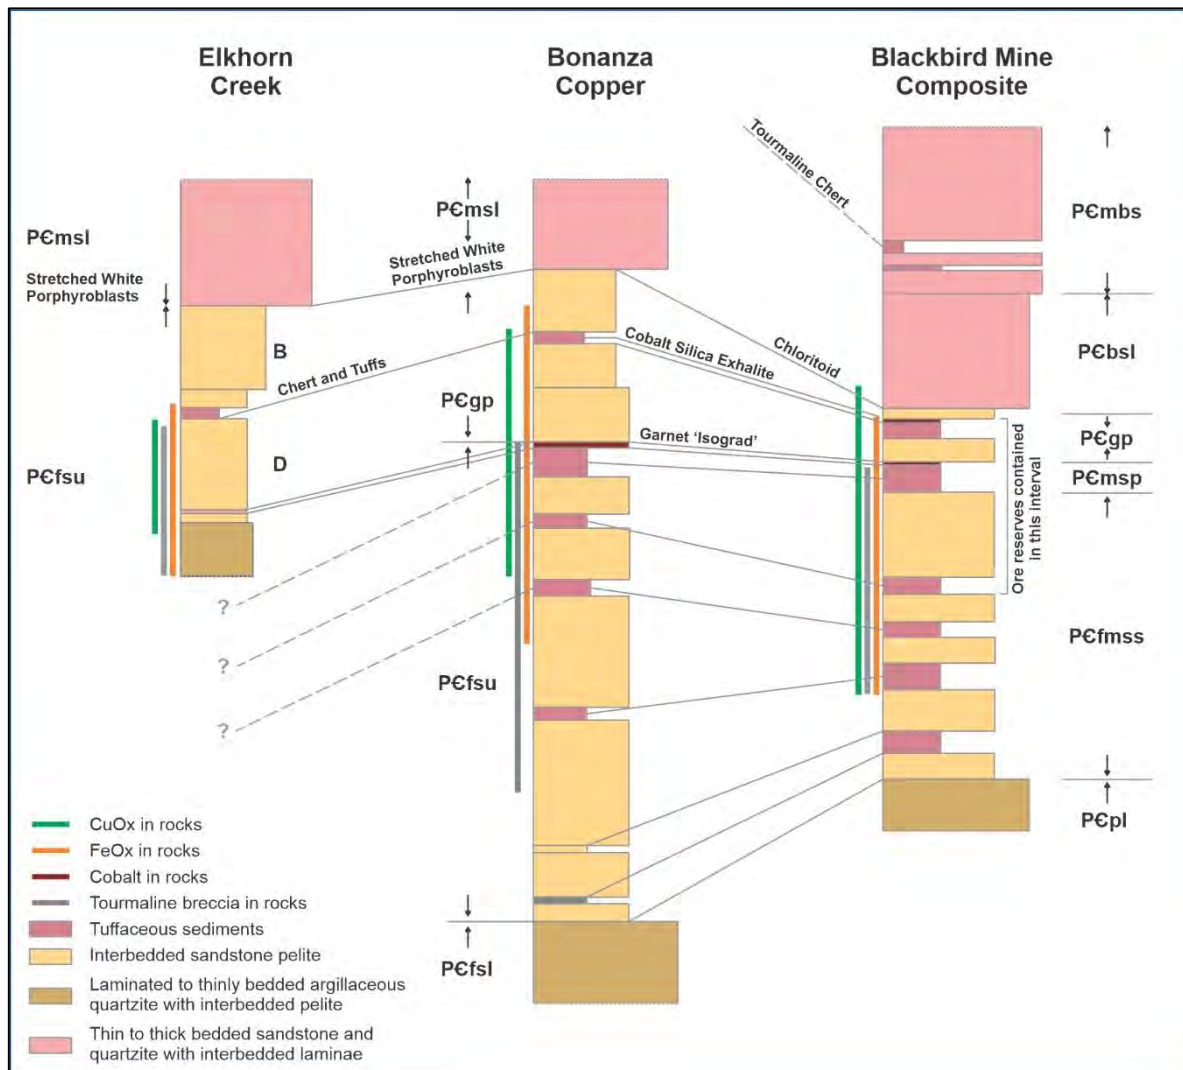 Elkhorn
Creek
Bonanza
Copper
Blackbird Mine
Composite
PЄmsl
Stretched White
Porphyroblasts
B
Chert and Tuffs
D
PЄfsu
?
?
?
PЄmsl
Stretched White
Porphyroblasts
PЄgp
Cobalt Silica Exhalite
Chloritoid
Garnet 'Isograd'
PЄfsu
PЄfsl
Tourmaline Chert
PЄmbs
PЄbsl
PЄgp
PЄmsp
Ore reserves contained
in this interval
PЄfmss
PЄpl
CuOx in rocks
FeOx in rocks
Cobalt in rocks
Tourmaline breccia in rocks
Tuffaceous sediments
Interbedded sandstone pelite
Laminated to thinly bedded argillaceous
quartzite with interbedded pelite
Thin to thick bedded sandstone and
quartzite with interbedded laminae